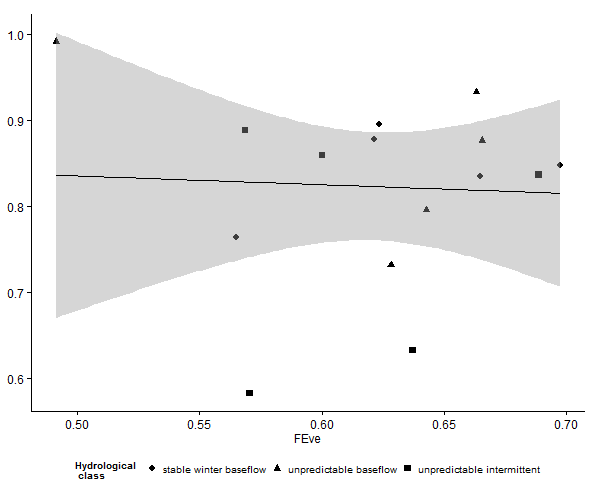 1.0
0.9
0.8
0.7
0.6
0.50 0.55 0.60 0.65 0.70
FEve
Hydrological class
stable winter baseflow unpredictable baseflow unpredictable intermittent